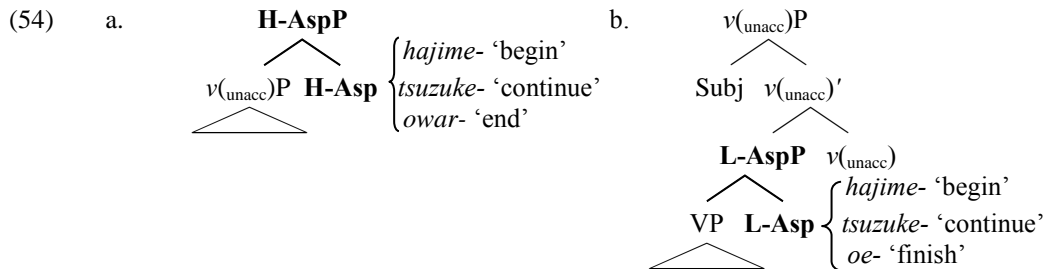 (54) a. H-AspP b. v(unacc)P
v(unacc)P H-Asp hajime- ‘begin’ tsuzuke- ‘continue’ owar- ‘end’ Subj v(unacc)′
L-AspP v(unacc)
VP L-Asp hajime- ‘begin’ tsuzuke- ‘continue’ oe- ‘finish’